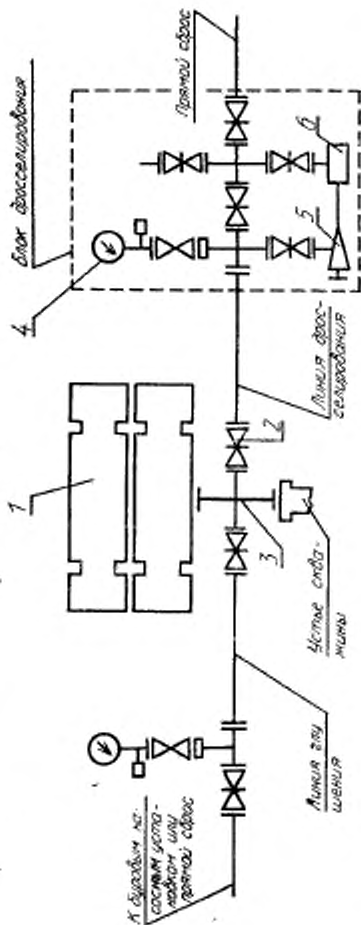 Блок дросселирования
Прямой сброс
4
1
5
6
2
3
Линия дрос-
селирования
Устье сква-
жины
Линия глу-
шения
К буровым на-
сосным уста-
новкам или
прямой сброс